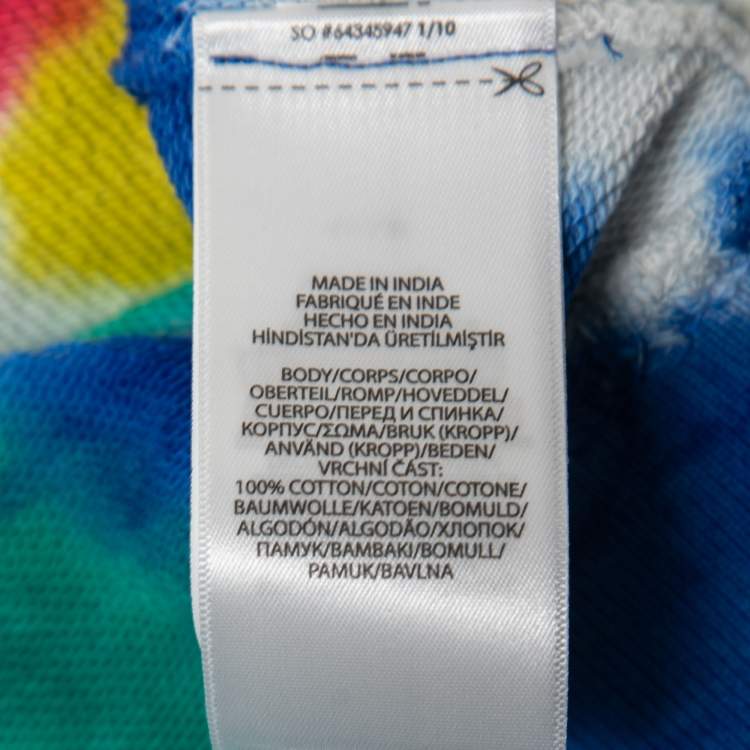 SO #64345947 1/10
MADE IN INDIA
FABRIQUÉ EN INDE
HECHO EN INDIA
HİNDİSTAN'DA ÜRETİLMİŞTİR
BODY/CORPS/CORPO/
OBERTEIL/ROMP/HOVEDDEL/
CUERPO/ПЕРЕД И СПИНКА/
КОРПУС/ΣΩΜΑ/BRUK (KROPP)/
ANVÄND (KROPP)/BEDEN/
VRCHNÍ ČÁST:
100% COTTON/COTON/COTONE/
BAUMWOLLE/KATOEN/BOMULD/
ALGODÓN/ALGODÃO/ХЛОПОК/
ПАМУК/ΒΑΜΒΑΚΙ/BOMULL/
PAMUK/BAVLNA